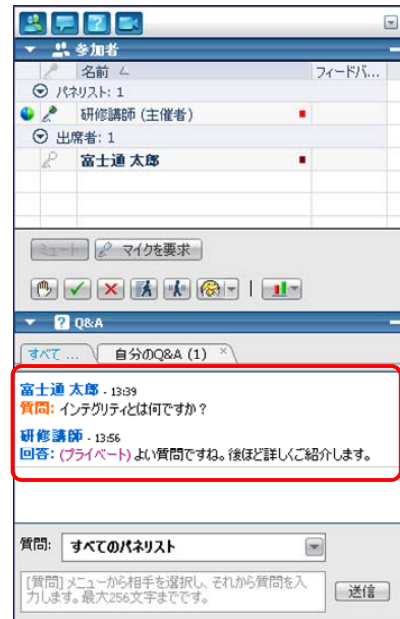 参加者
名前
フィードバ...
パネリスト: 1
研修講師 (主催者)
出席者: 1
富士通 太郎
ミュート
マイクを要求
Q&A
すべて ...
自分のQ&A (1)
富士通 太郎 - 13:39
質問: インテグリティとは何ですか?
研修講師 - 13:56
回答: (プライベート) よい質問ですね。後ほど詳しくご紹介します。
質問:
すべてのパネリスト
[質問] メニューから相手を選択し、それから質問を入
力します。最大256文字までです。
送信